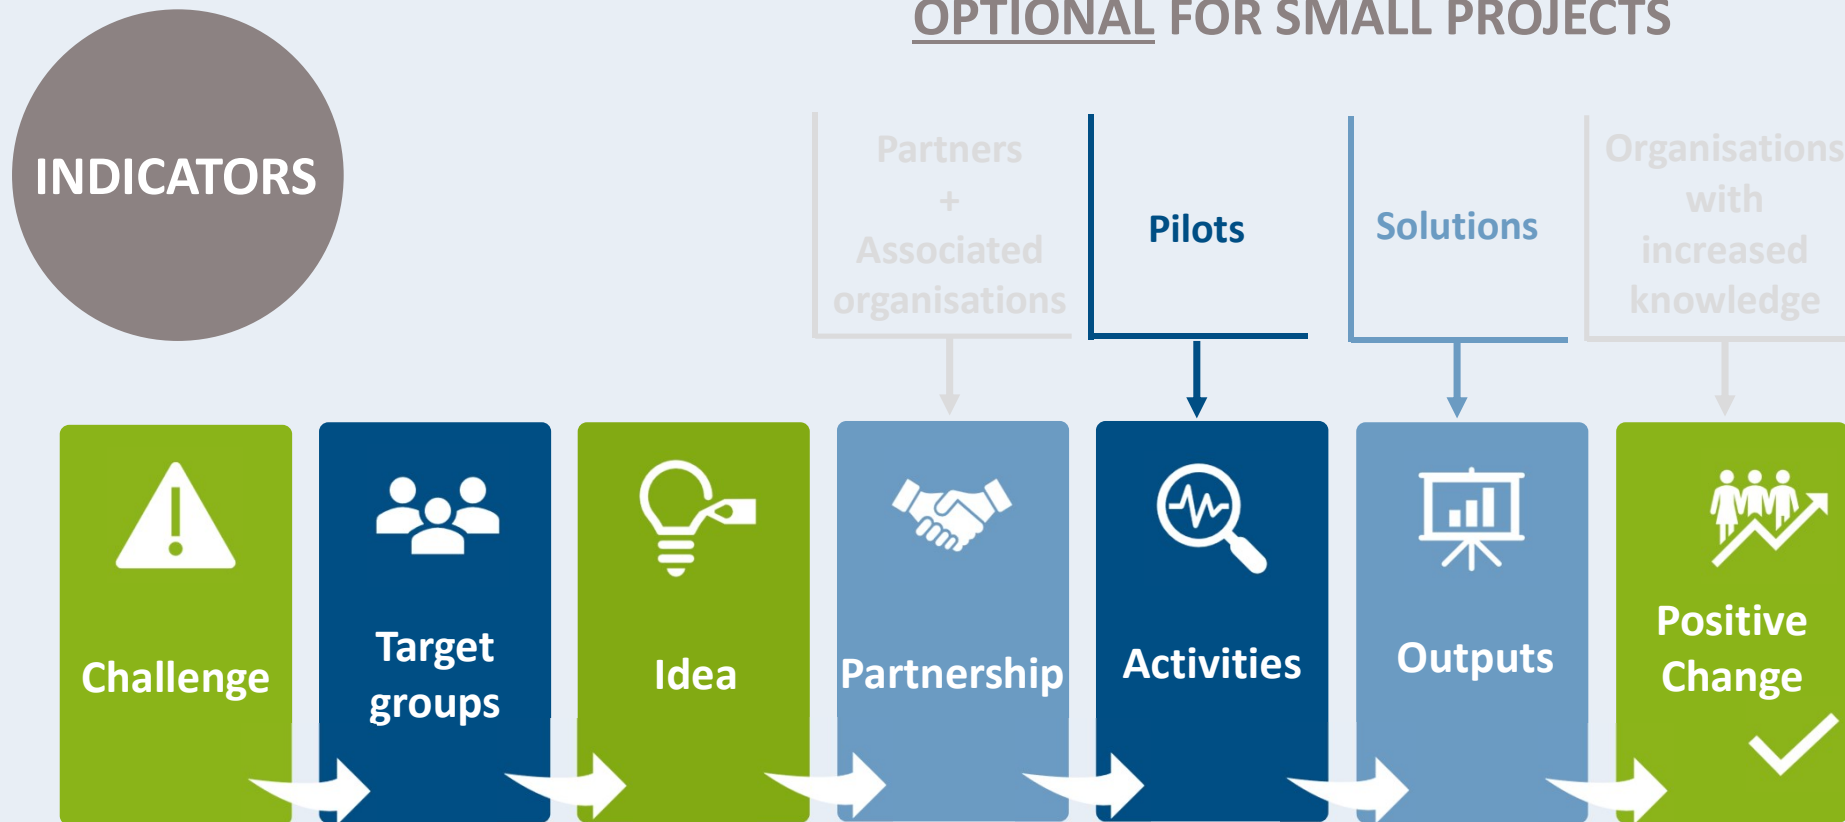 OPTIONAL FOR SMALL PROJECTS
INDICATORS
Partners
+
Associated
organisations
Pilots
Solutions
Organisations
with
increased
knowledge
Challenge
Target
groups
Idea
Partnership
Activities
Outputs
Positive
Change